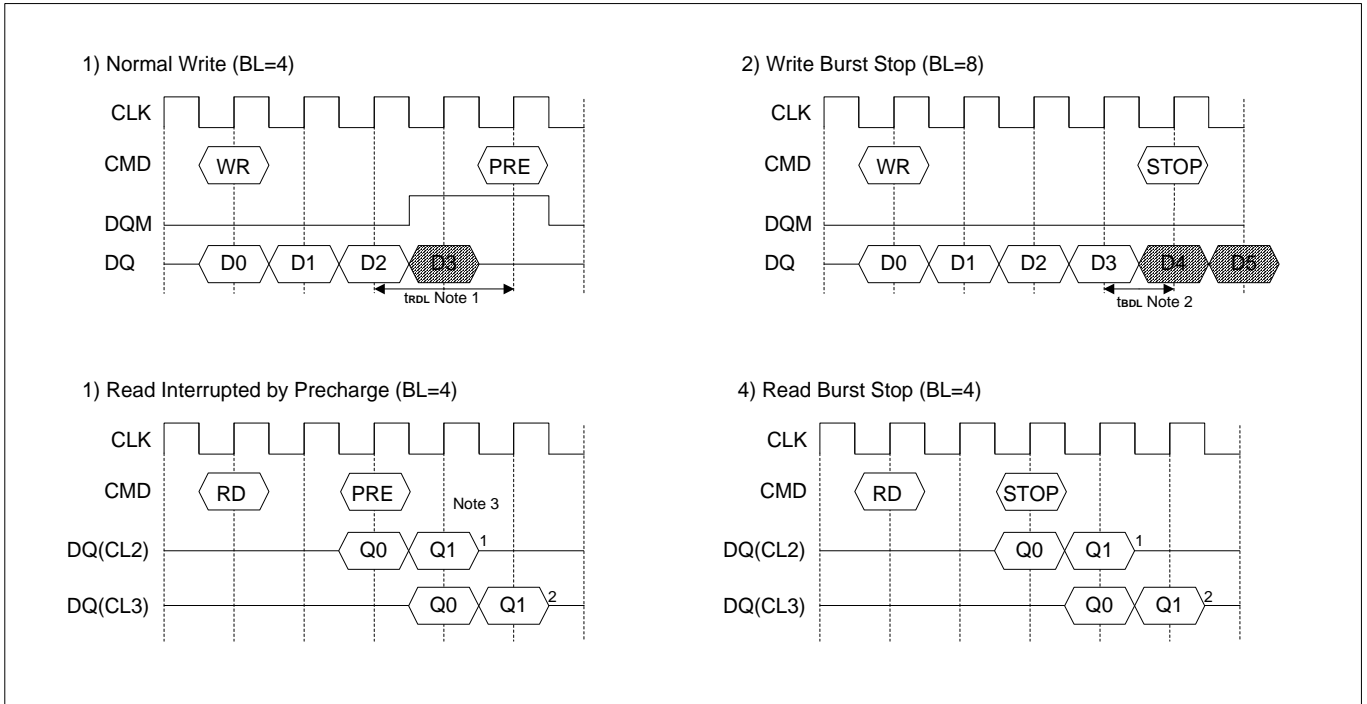 1) Normal Write (BL=4)
CLK
CMD WR PRE
DQM
DQ D0 D1 D2 D3
tRDL Note 1
2) Write Burst Stop (BL=8)
CLK
CMD WR STOP
DQM
DQ D0 D1 D2 D3 D4 D5
tBDL Note 2
1) Read Interrupted by Precharge (BL=4)
CLK
CMD RD PRE
Note 3
DQ(CL2) Q0 Q1 1
DQ(CL3) Q0 Q1 2
4) Read Burst Stop (BL=4)
CLK
CMD RD STOP
DQ(CL2) Q0 Q1 1
DQ(CL3) Q0 Q1 2